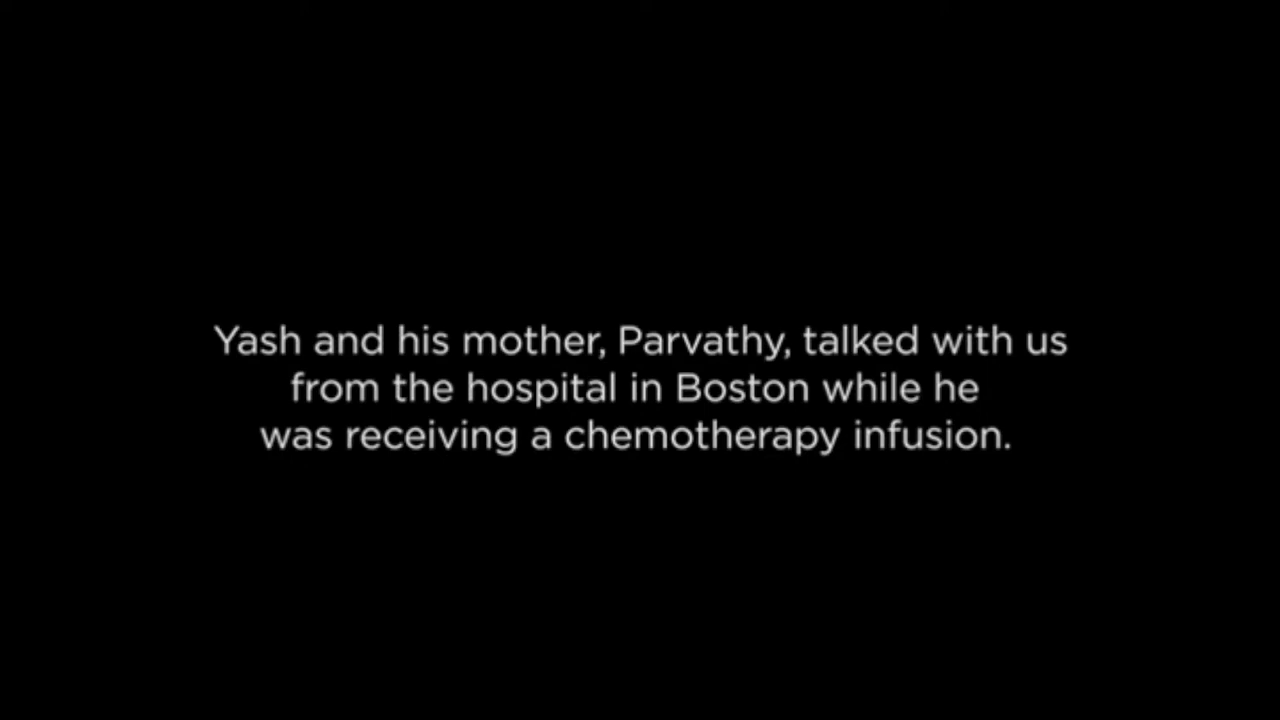 Yash and his mother, Parvathy, talked with us
from the hospital in Boston while he
was receiving a chemotherapy infusion.